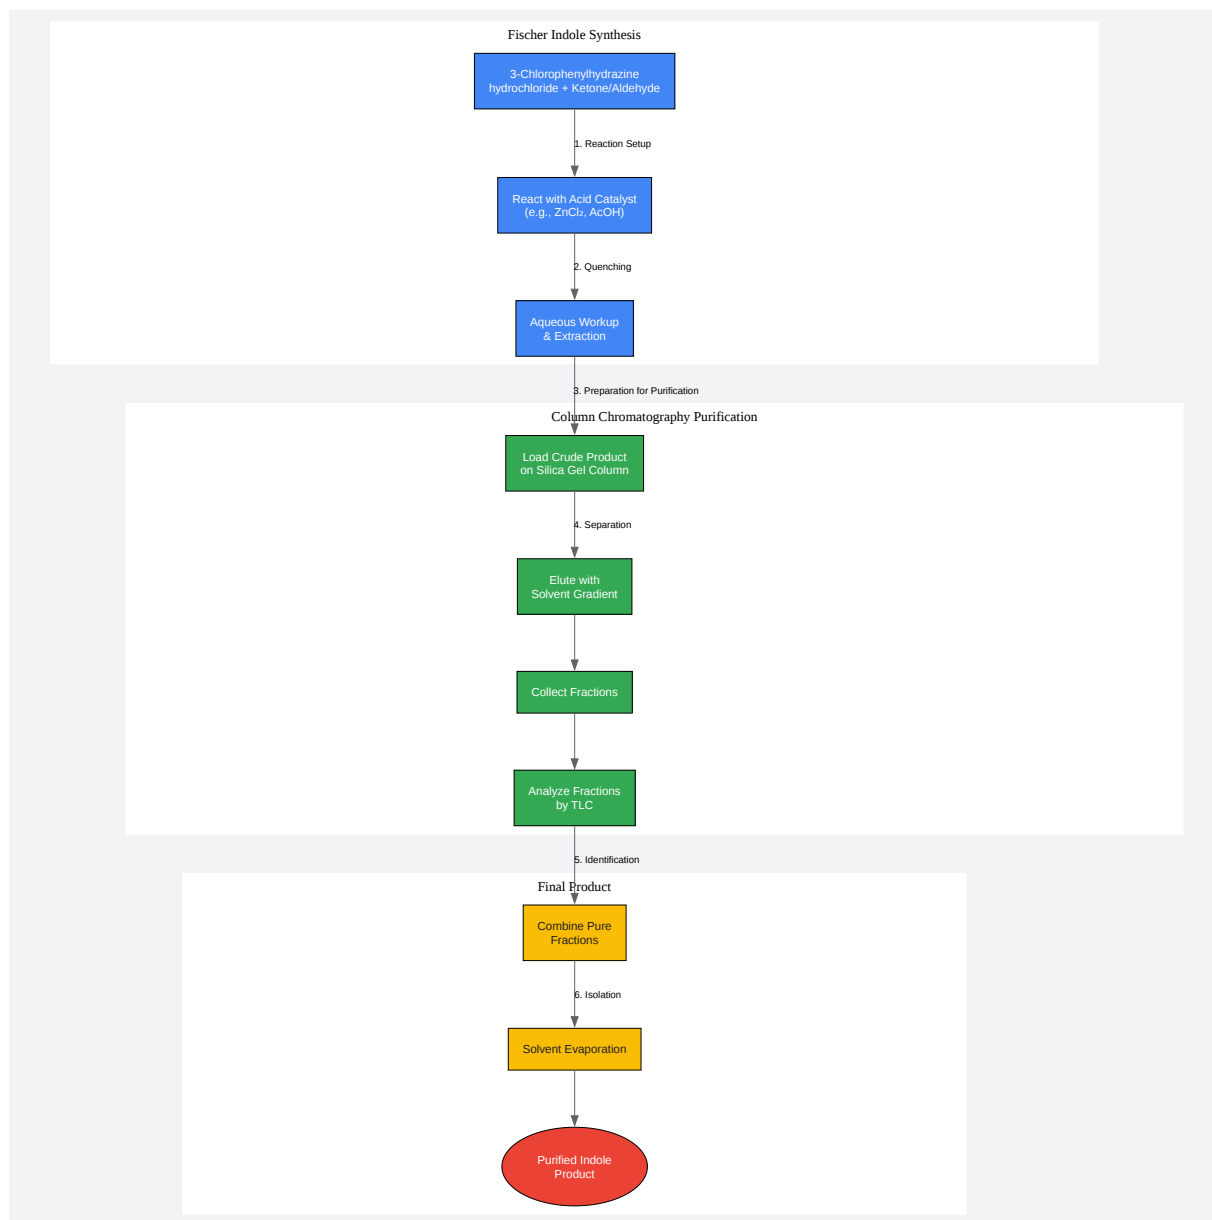 Fischer Indole Synthesis
3-Chlorophenylhydrazine
hydrochloride + Ketone/Aldehyde
1. Reaction Setup
React with Acid Catalyst
(e.g., ZnCl₂, AcOH)
2. Quenching
Aqueous Workup
& Extraction
3. Preparation for Purification
Column Chromatography Purification
Load Crude Product
on Silica Gel Column
4. Separation
Elute with
Solvent Gradient
Collect Fractions
Analyze Fractions
by TLC
5. Identification
Final Product
Combine Pure
Fractions
6. Isolation
Solvent Evaporation
Purified Indole
Product